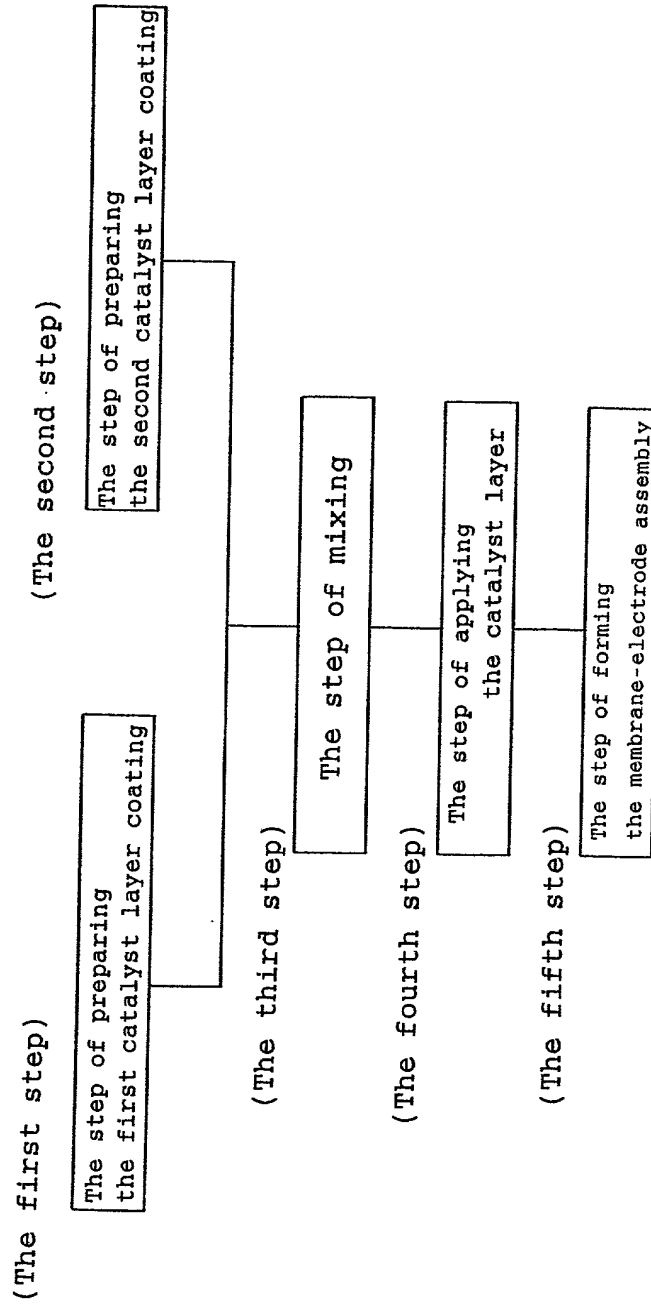 (The first step)
The step of preparing
the first catalyst layer coating
(The second step)
The step of preparing
the second catalyst layer coating
(The third step)
The step of mixing
(The fourth step)
The step of applying
the catalyst layer
(The fifth step)
The step of forming
the membrane-electrode assembly